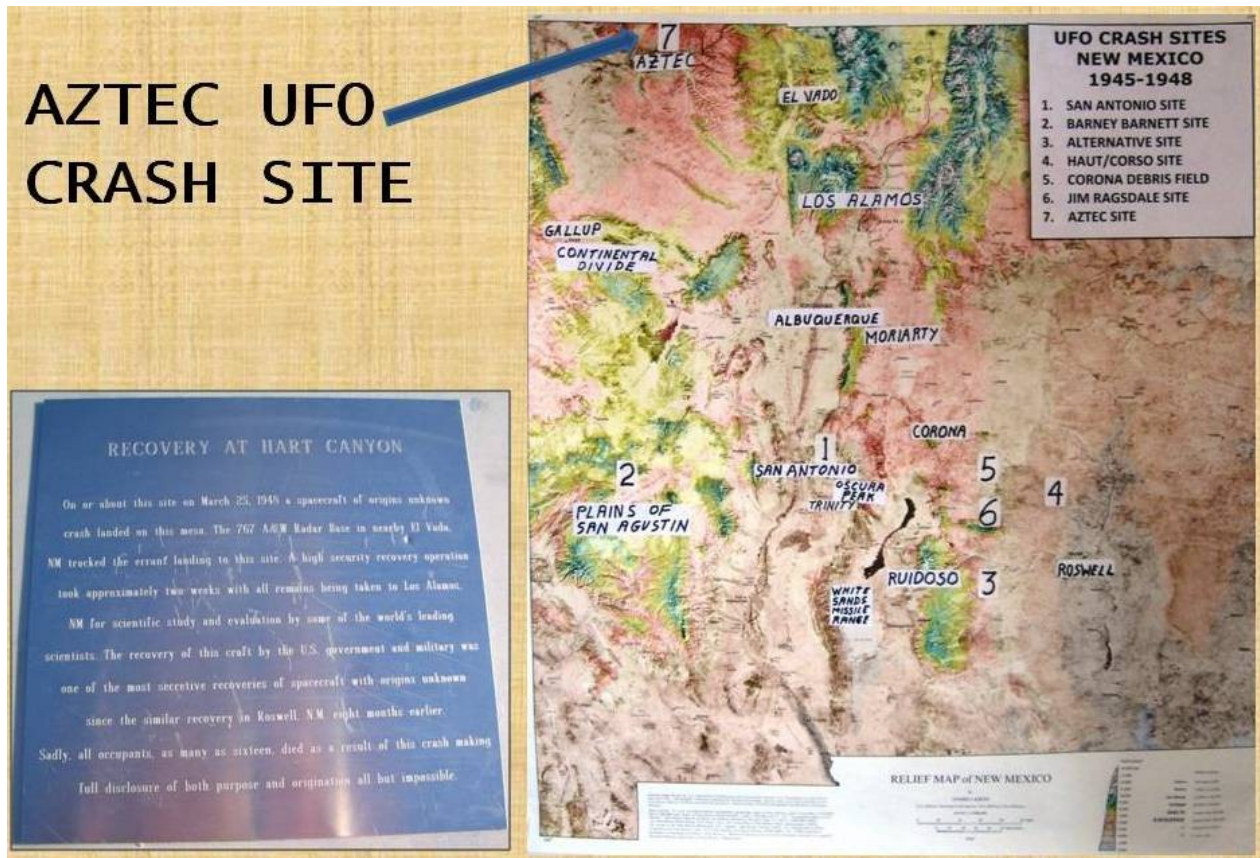 AZTEC UFO
CRASH SITE
RECOVERY AT HART CANYON
On or about this site on March 25, 1948 a spacecraft of origins unknown
crash landed on this mesa. The 767 A/EW Radar Base in nearby El Vado,
NM tracked the errant landing to this site. A high security recovery operation
took approximately two weeks with all remains being taken to Los Alamos,
NM for scientific study and evaluation by some of the world's leading
scientists. The recovery of this craft by the U.S. government and military was
one of the most secretive recoveries of spacecraft with origins unknown
since the similar recovery in Roswell, N.M. eight months earlier.
Sadly, all occupants, as many as sixteen, died as a result of this crash making
full disclosure of both purpose and origination all but impossible.
UFO CRASH SITES
NEW MEXICO
1945-1948
1. SAN ANTONIO SITE
2. BARNEY BARNETT SITE
3. ALTERNATIVE SITE
4. HAUT/CORSO SITE
5. CORONA DEBRIS FIELD
6. JIM RAGSDALE SITE
7. AZTEC SITE
7
AZTEC
EL VADO
LOS ALAMOS
GALLUP
CONTINENTAL
DIVIDE
ALBUQUERQUE
MORIARTY
CORONA
1
SAN ANTONIO
2
PLAINS OF
SAN AGUSTIN
OSCURA
PEAK
TRINITY
5
4
6
ROSWELL
RUIDOSO
3
WHITE
SANDS
MISSILE
RANGE
RELIEF MAP of NEW MEXICO